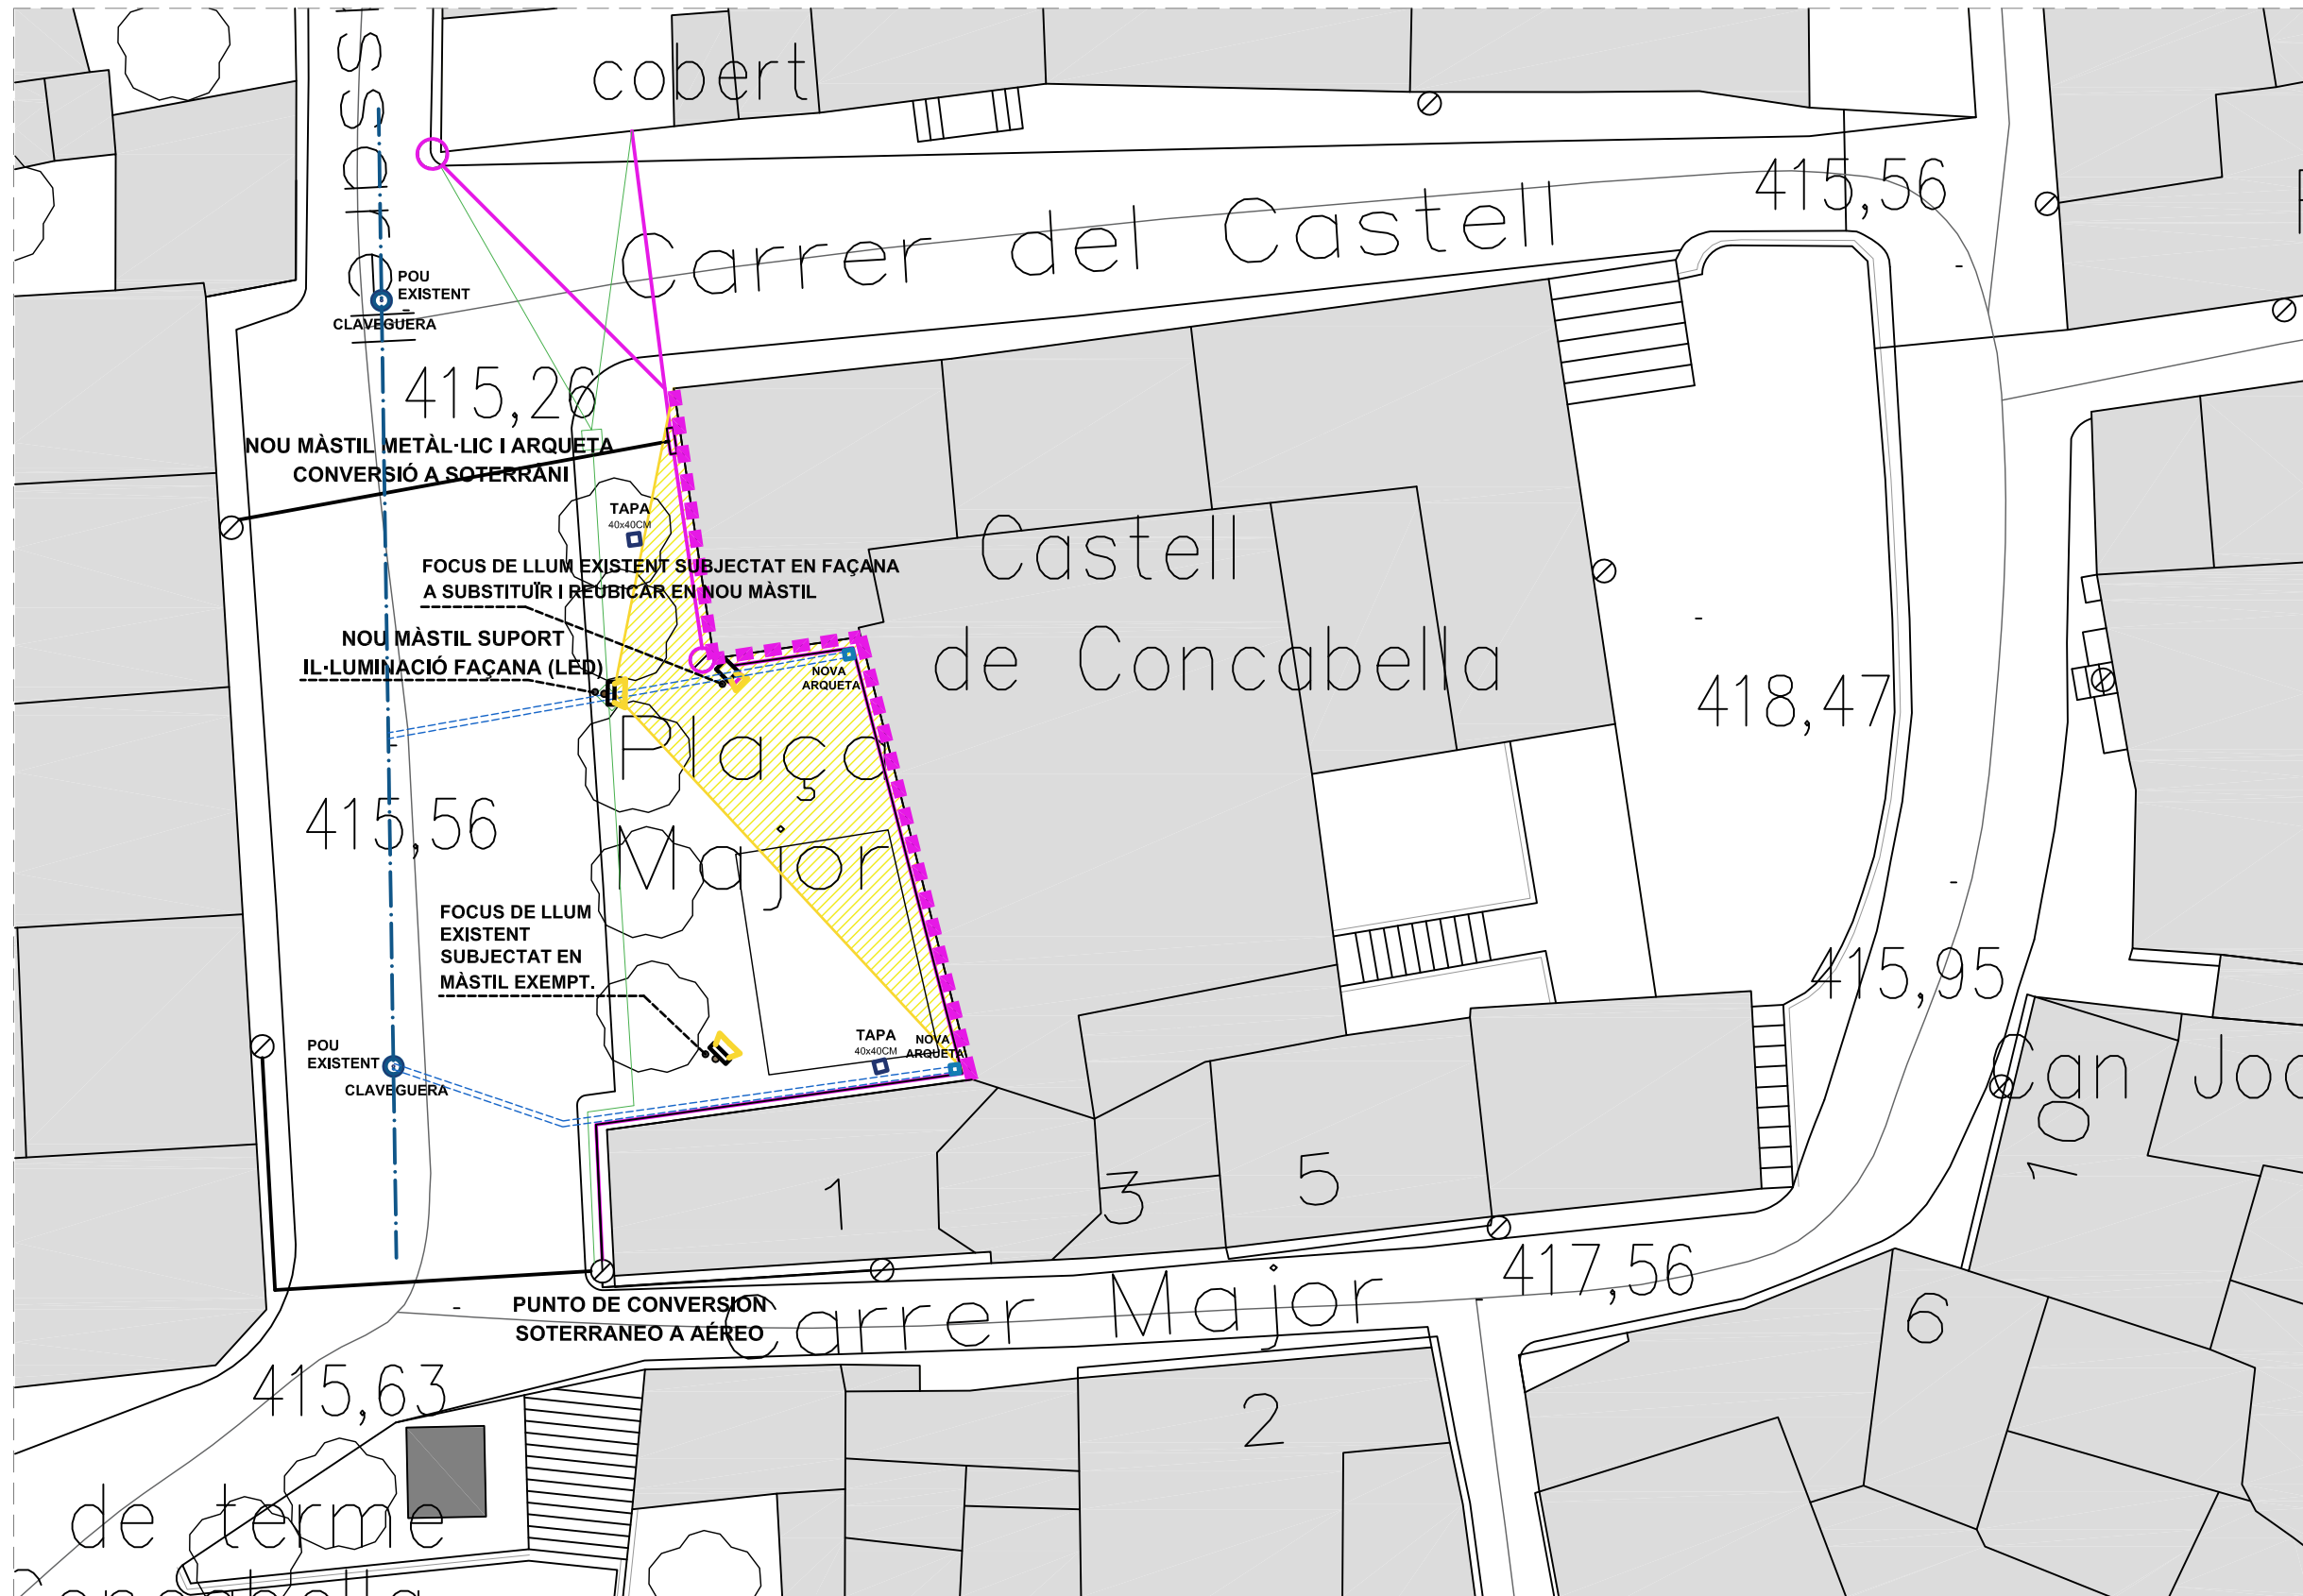 cobert
415,56
Carrer del Castell
POU
EXISTENT
CLAVEGUERA
415,26
NOU MÀSTIL METÀL·LIC I ARQUETA
CONVERSIÓ A SOTERRANI
TAPA
40x40CM
Castell
de Concabella
FOCUS DE LLUM EXISTENT SUBJECTAT EN FAÇANA
A SUBSTITUÏR I REUBICAR EN NOU MÀSTIL
NOU MÀSTIL SUPORT
IL·LUMINACIÓ FAÇANA (LED)
NOVA
ARQUETA
418,47
Plaça
Major
415,56
FOCUS DE LLUM
EXISTENT
SUBJECTAT EN
MÀSTIL EXEMPT.
415,95
POU
EXISTENT
CLAVEGUERA
TAPA
40x40CM
NOVA
ARQUETA
Can Joc
10
1
3
5
417,56
PUNTO DE CONVERSION
SOTERRANEO A AÉREO
Carrer Major
6
415,63
2
de terme